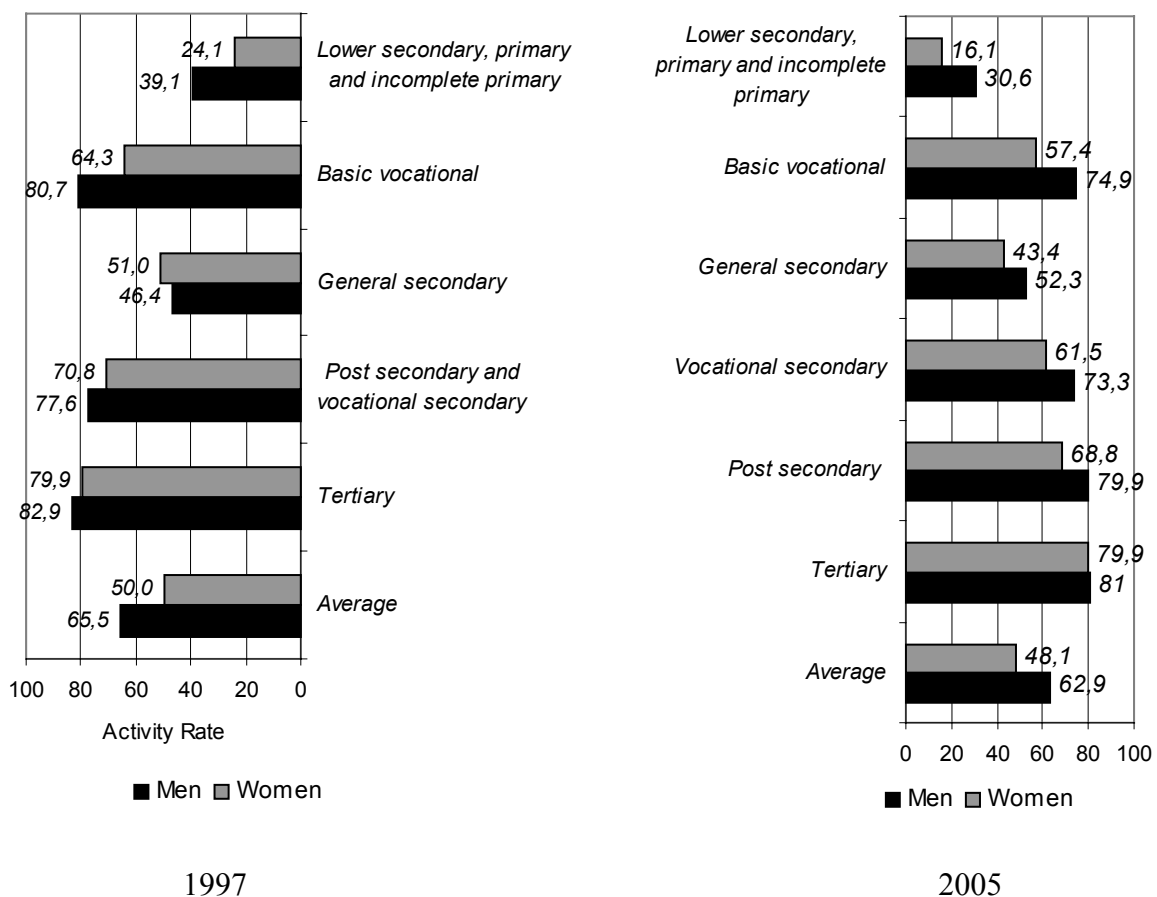 24,1
39,1
Lower secondary, primary
and incomplete primary
64,3
80,7
Basic vocational
51,0
46,4
General secondary
70,8
77,6
Post secondary and
vocational secondary
79,9
82,9
Tertiary
50,0
65,5
Average
100 80 60 40 20 0
Activity Rate
Men Women
1997
Lower secondary,
primary and incomplete
primary
16,1
30,6
Basic vocational
57,4
74,9
General secondary
43,4
52,3
Vocational secondary
61,5
73,3
Post secondary
68,8
79,9
Tertiary
79,9
81
Average
48,1
62,9
0 20 40 60 80 100
Men Women
2005